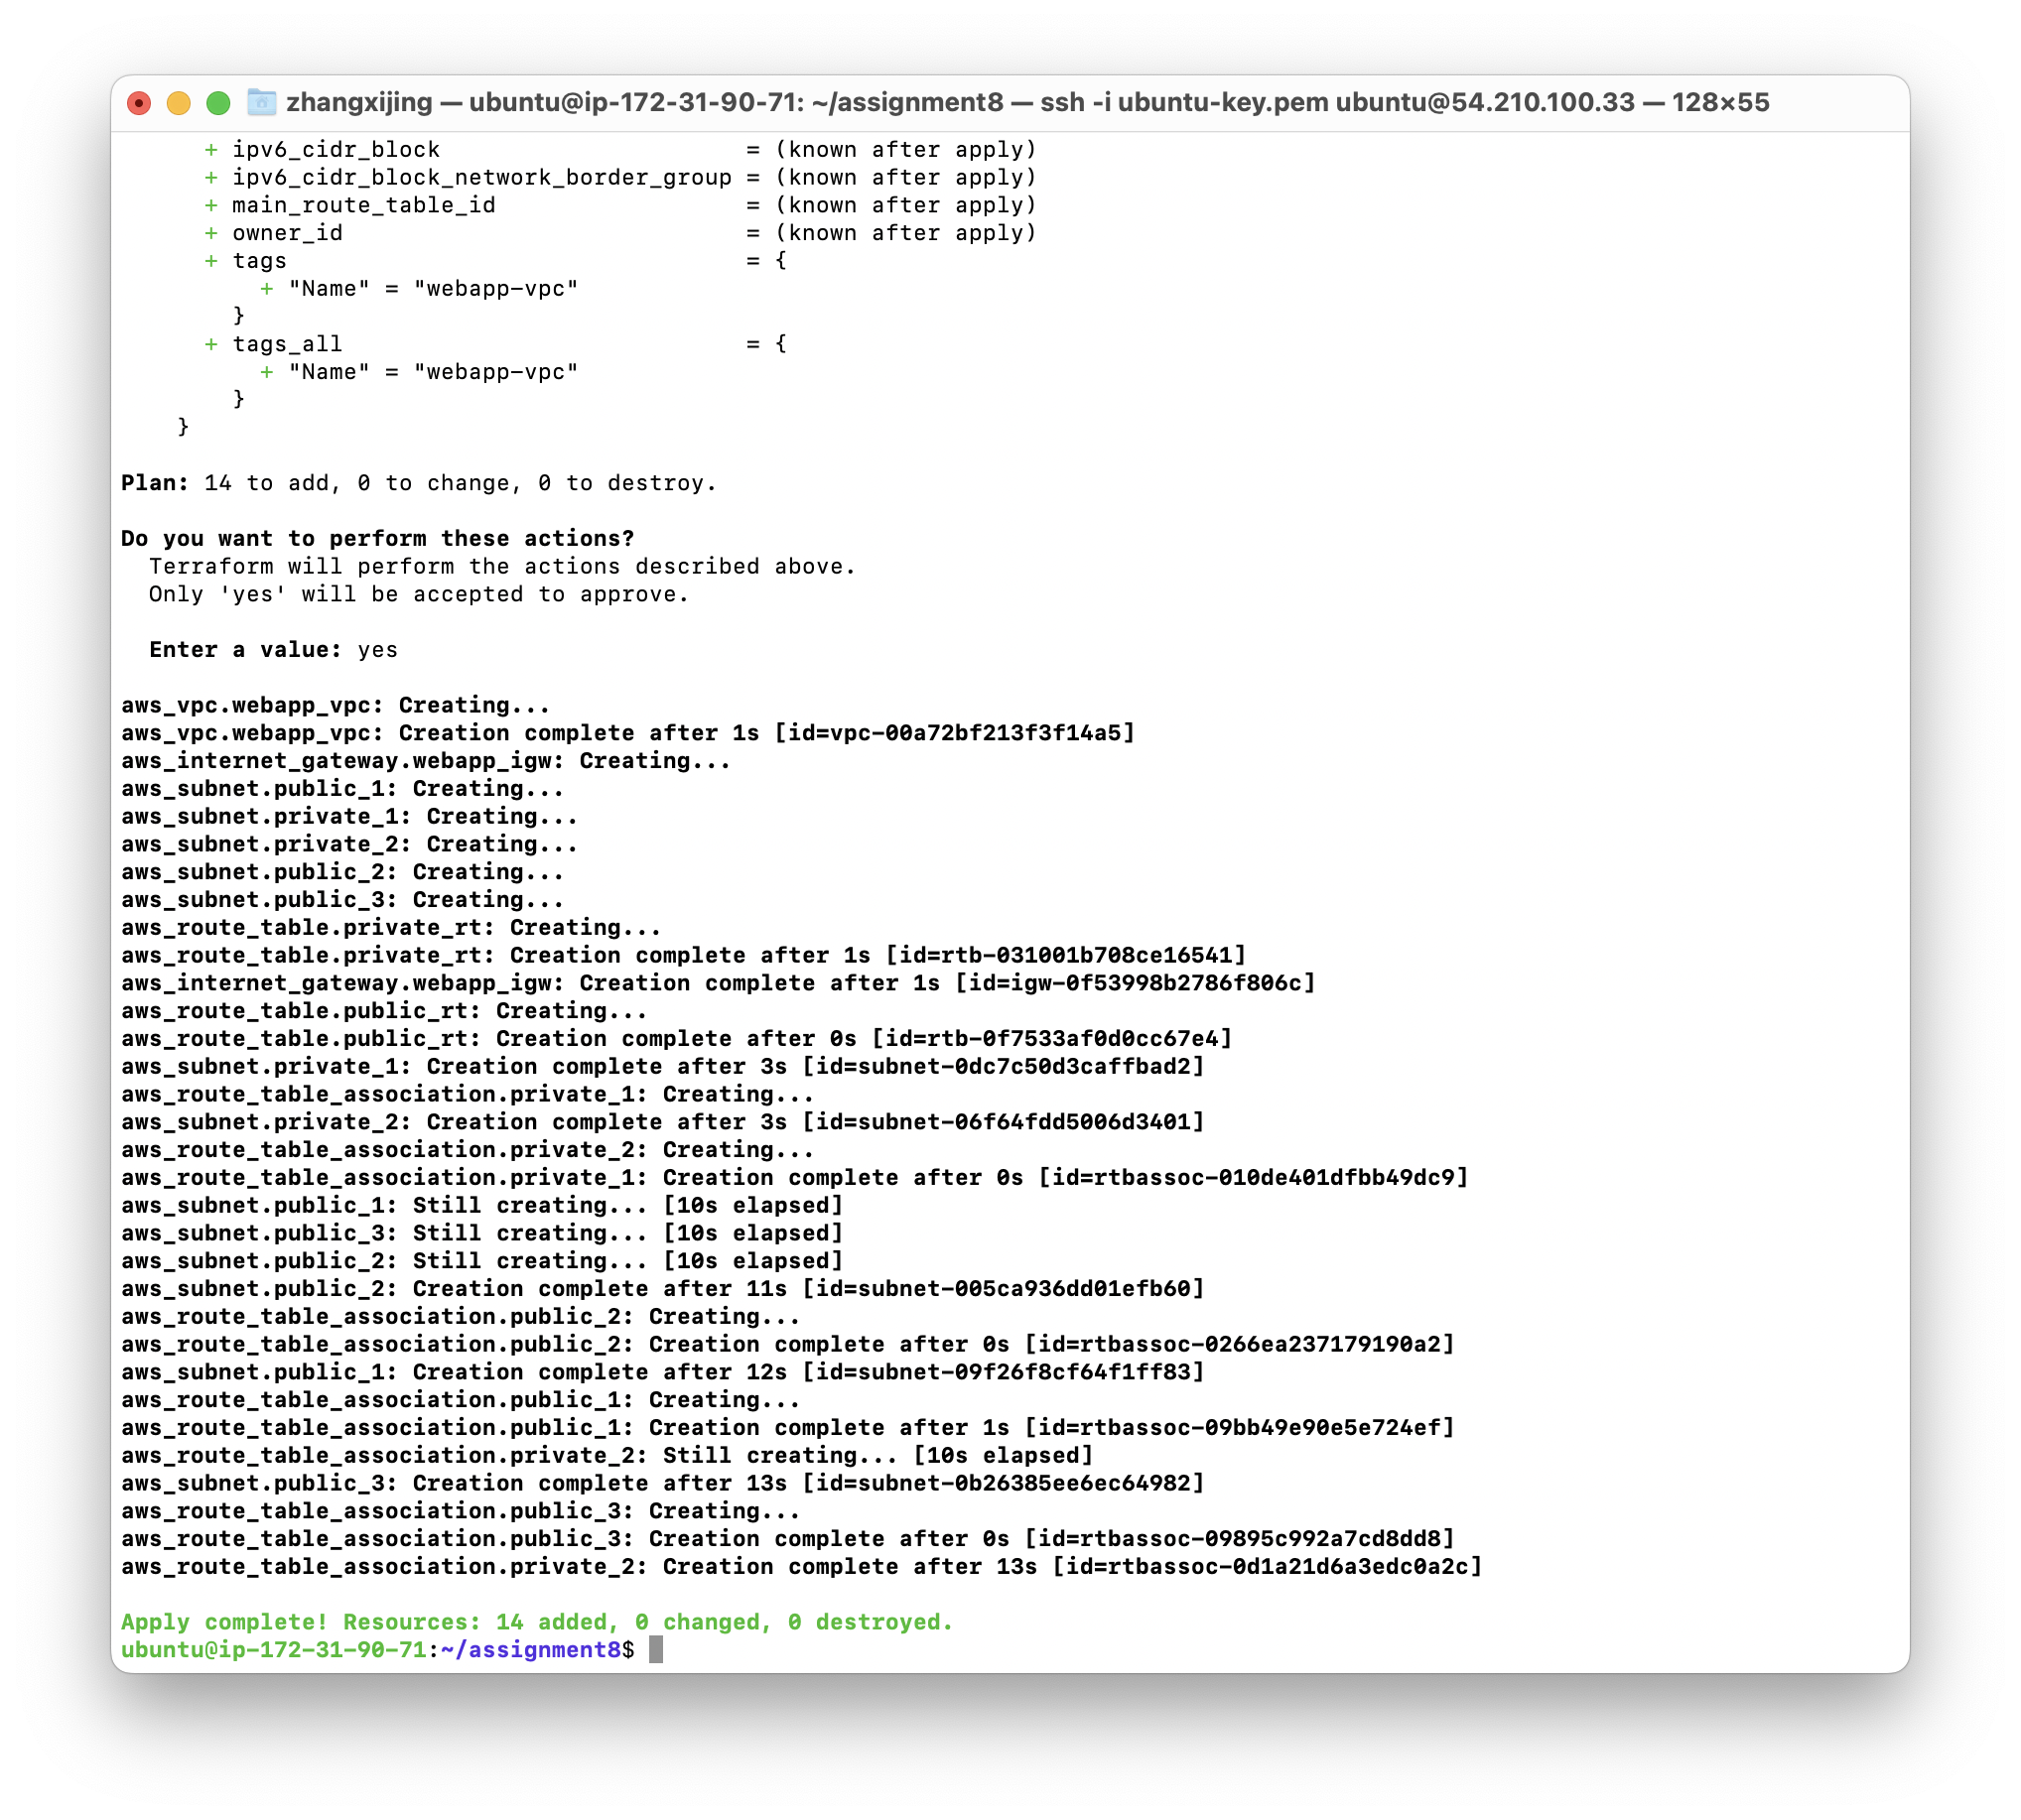 zhangxijing — ubuntu@ip-172-31-90-71: ~/assignment8 — ssh -i ubuntu-key.pem ubuntu@54.210.100.33 — 128×55
+ ipv6_cidr_block = (known after apply)
+ ipv6_cidr_block_network_border_group = (known after apply)
+ main_route_table_id = (known after apply)
+ owner_id = (known after apply)
+ tags = {
+ "Name" = "webapp-vpc"
}
+ tags_all = {
+ "Name" = "webapp-vpc"
}
}
Plan: 14 to add, 0 to change, 0 to destroy.
Do you want to perform these actions?
Terraform will perform the actions described above.
Only 'yes' will be accepted to approve.
Enter a value: yes
aws_vpc.webapp_vpc: Creating...
aws_vpc.webapp_vpc: Creation complete after 1s [id=vpc-00a72bf213f3f14a5]
aws_internet_gateway.webapp_igw: Creating...
aws_subnet.public_1: Creating...
aws_subnet.private_1: Creating...
aws_subnet.private_2: Creating...
aws_subnet.public_2: Creating...
aws_subnet.public_3: Creating...
aws_route_table.private_rt: Creating...
aws_route_table.private_rt: Creation complete after 1s [id=rtb-031001b708ce16541]
aws_internet_gateway.webapp_igw: Creation complete after 1s [id=igw-0f53998b2786f806c]
aws_route_table.public_rt: Creating...
aws_route_table.public_rt: Creation complete after 0s [id=rtb-0f7533af0d0cc67e4]
aws_subnet.private_1: Creation complete after 3s [id=subnet-0dc7c50d3caffbad2]
aws_route_table_association.private_1: Creating...
aws_subnet.private_2: Creation complete after 3s [id=subnet-06f64fdd5006d3401]
aws_route_table_association.private_2: Creating...
aws_route_table_association.private_1: Creation complete after 0s [id=rtbassoc-010de401dfbb49dc9]
aws_subnet.public_1: Still creating... [10s elapsed]
aws_subnet.public_3: Still creating... [10s elapsed]
aws_subnet.public_2: Still creating... [10s elapsed]
aws_subnet.public_2: Creation complete after 11s [id=subnet-005ca936dd01efb60]
aws_route_table_association.public_2: Creating...
aws_route_table_association.public_2: Creation complete after 0s [id=rtbassoc-0266ea237179190a2]
aws_subnet.public_1: Creation complete after 12s [id=subnet-09f26f8cf64f1ff83]
aws_route_table_association.public_1: Creating...
aws_route_table_association.public_1: Creation complete after 1s [id=rtbassoc-09bb49e90e5e724ef]
aws_route_table_association.private_2: Still creating... [10s elapsed]
aws_subnet.public_3: Creation complete after 13s [id=subnet-0b26385ee6ec64982]
aws_route_table_association.public_3: Creating...
aws_route_table_association.public_3: Creation complete after 0s [id=rtbassoc-09895c992a7cd8dd8]
aws_route_table_association.private_2: Creation complete after 13s [id=rtbassoc-0d1a21d6a3edc0a2c]
Apply complete! Resources: 14 added, 0 changed, 0 destroyed.
ubuntu@ip-172-31-90-71:~/assignment8$